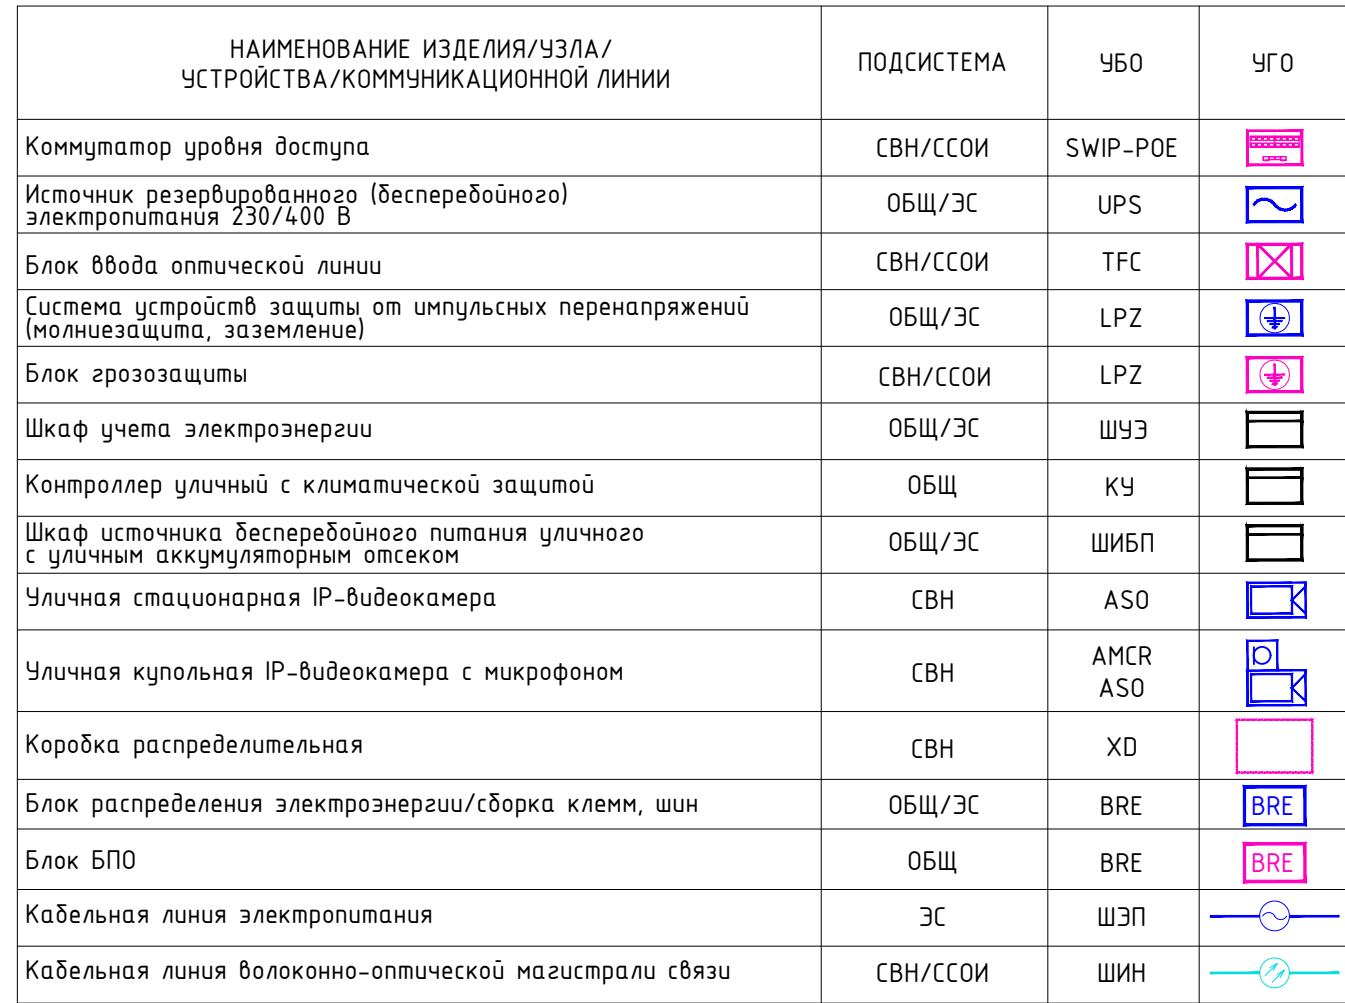 НАИМЕНОВАНИЕ ИЗДЕЛИЯ/УЗЛА/
УСТРОЙСТВА/КОММУНИКАЦИОННОЙ ЛИНИИ
ПОДСИСТЕМА
УБО
УГО
Коммутатор уровня доступа
СВН/ССОИ
SWIP-POE
Источник резервированного (бесперебойного)
электропитания 230/400 В
ОБЩ/ЭС
UPS
Блок ввода оптической линии
СВН/ССОИ
TFC
Система устройств защиты от импульсных перенапряжений
(молниезащита, заземление)
ОБЩ/ЭС
LPZ
Блок грозозащиты
СВН/ССОИ
LPZ
Шкаф учета электроэнергии
ОБЩ/ЭС
ШУЭ
Контроллер уличный с климатической защитой
ОБЩ
КУ
Шкаф источника бесперебойного питания уличного
с уличным аккумуляторным отсеком
ОБЩ/ЭС
ШИБП
Уличная стационарная IP-видеокамера
СВН
ASO
Уличная купольная IP-видеокамера с микрофоном
СВН
AMCR
ASO
Коробка распределительная
СВН
XD
Блок распределения электроэнергии/сборка клемм, шин
ОБЩ/ЭС
BRE
BRE
Блок БПО
ОБЩ
BRE
BRE
Кабельная линия электропитания
ЭС
ШЭП
Кабельная линия волоконно-оптической магистрали связи
СВН/ССОИ
ШИН